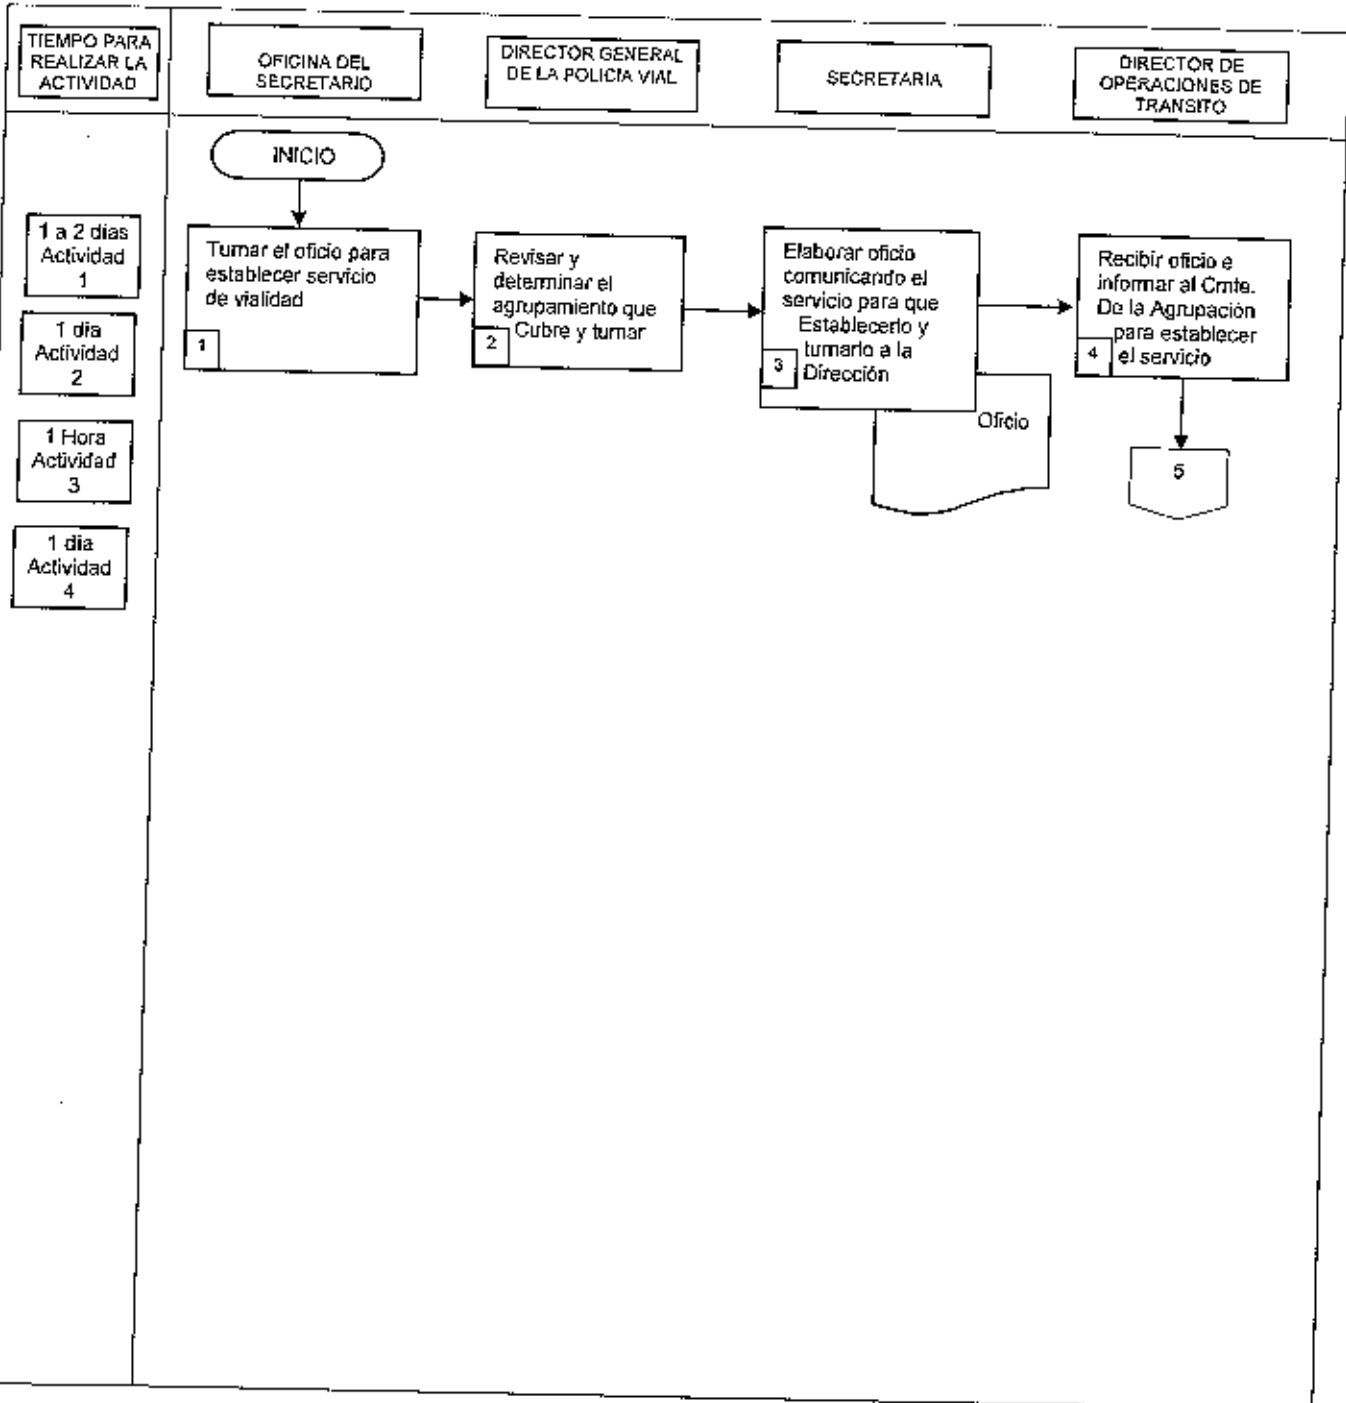 TIEMPO PARA
REALIZAR LA
ACTIVIDAD
OFICINA DEL
SECRETARIO
DIRECTOR GENERAL
DE LA POLICIA VIAL
SECRETARIA
DIRECTOR DE
OPERACIONES DE
TRANSITO
INICIO
1 a 2 dias
Actividad
1
1 dia
Actividad
2
1 Hora
Actividad
3
1 dia
Actividad
4
Turnar el oficio para
establecer servicio
de vialidad
1
Revisar y
determinar el
agrupamiento que
Cubre y turnar
2
Elaborar oficio
comunicando el
servicio para que
Establecerlo y
turnarlo a la
Dirección
3
Oficio
Recibir oficio e
informar al Cmte.
De la Agrupación
para establecer
el servicio
4
5